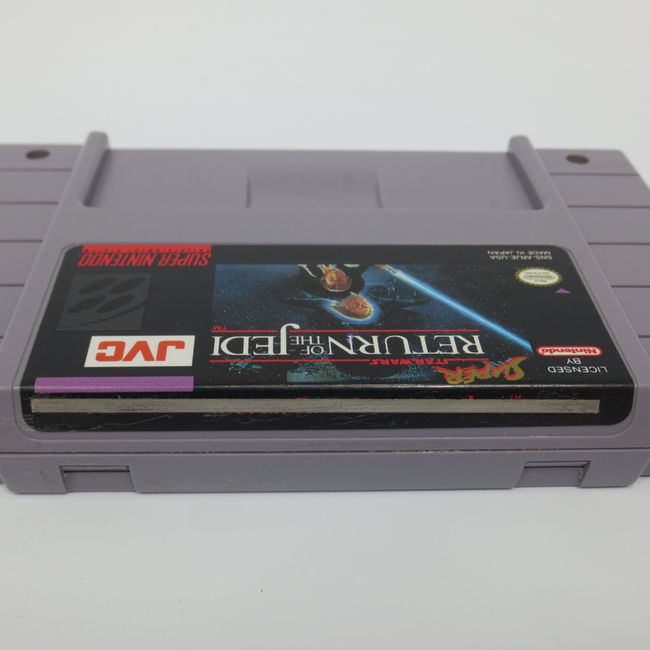 LICENSED
BY
Nintendo
SUPER
STAR WARS
RETURN OF THE JEDI
TM
JVC
SNS-ARJE-USA
MADE IN JAPAN
SUPER NINTENDO